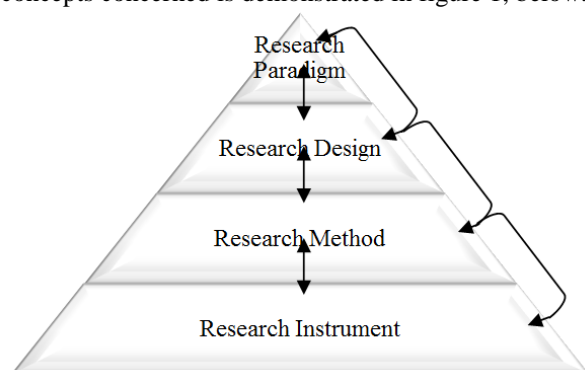 concepts concerned is demonstrated in figure 1, below.
Research
Paradigm
Research Design
Research Method
Research Instrument